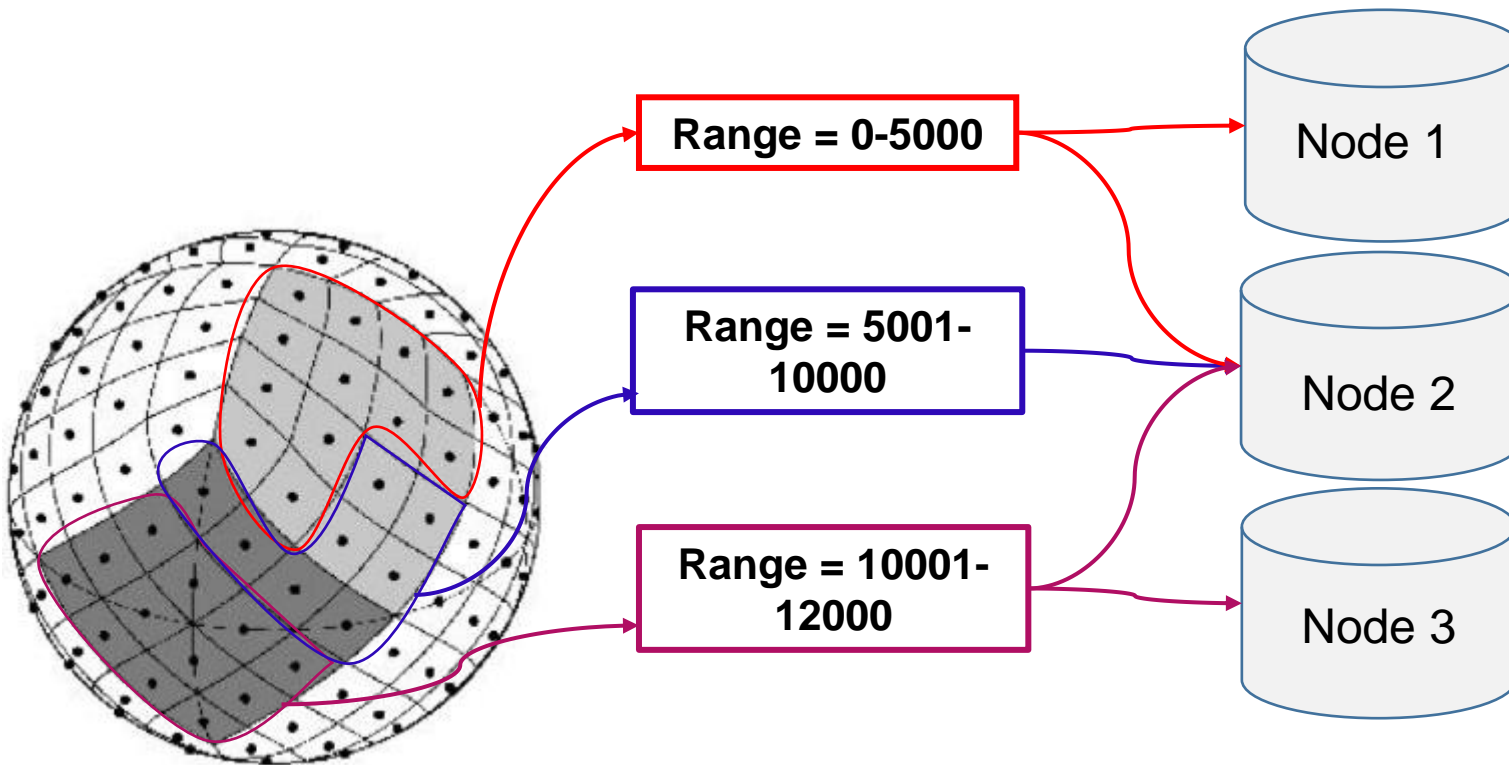 Range = 0-5000
Node 1
Range = 5001-
10000
Node 2
Range = 10001-
12000
Node 3